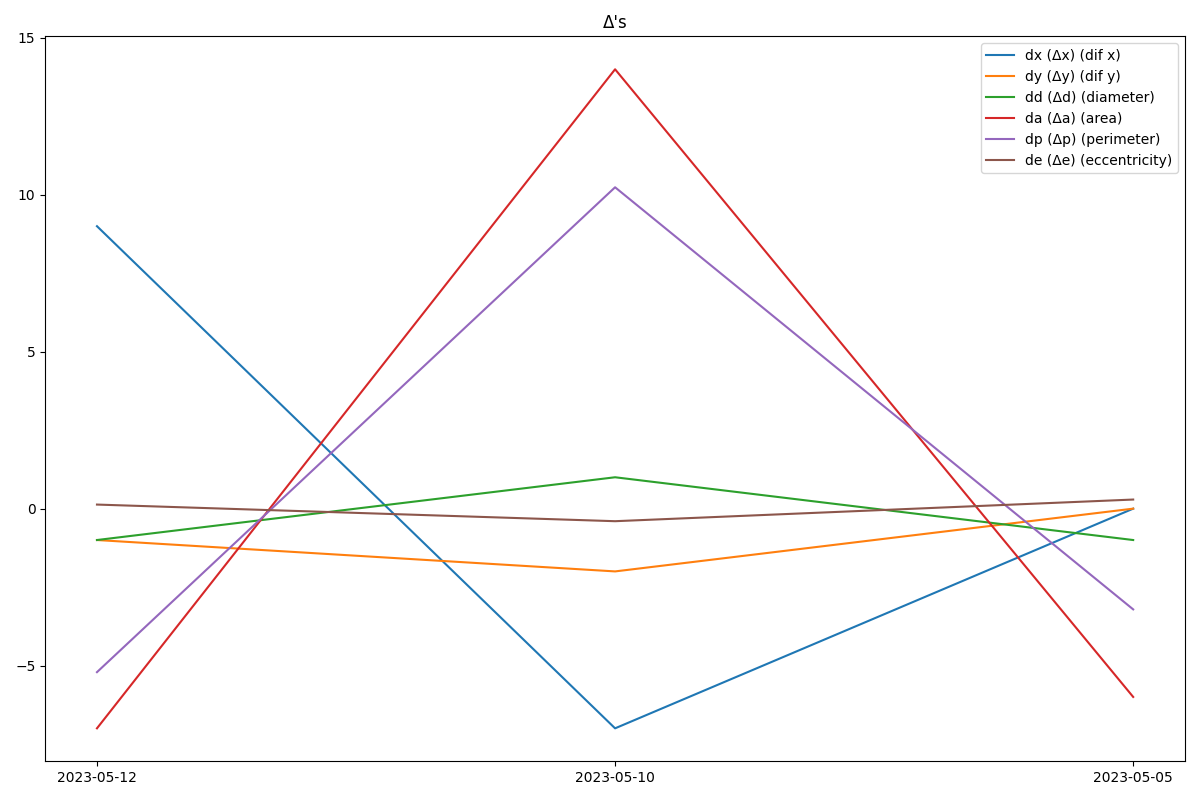 Δ's
15
10
5
0
−5
dx (Δx) (dif x)
dy (Δy) (dif y)
dd (Δd) (diameter)
da (Δa) (area)
dp (Δp) (perimeter)
de (Δe) (eccentricity)
2023-05-12
2023-05-10
2023-05-05